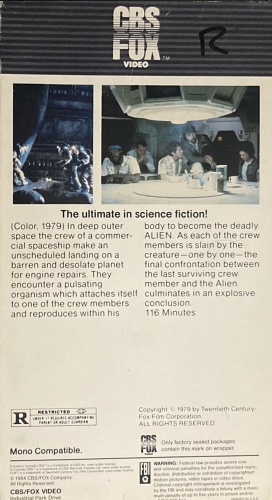 CBS
FOX
VIDEO
TM
R
The ultimate in science fiction!
(Color, 1979) In deep outer
space the crew of a commer-
cial spaceship make an
unscheduled landing on a
barren and desolate planet
for engine repairs. They
encounter a pulsating
organism which attaches itself
to one of the crew members
and reproduces within his
body to become the deadly
ALIEN. As each of the crew
members is slain by the
creature—one by one—the
final confrontation between
the last surviving crew
member and the Alien
culminates in an explosive
conclusion.
116 Minutes
R RESTRICTED
UNDER 17 REQUIRES ACCOMPANYING
PARENT OR ADULT GUARDIAN
Mono Compatible.
© 1984 CBS/FOX Company
All Rights Reserved
CBS/FOX VIDEO
Industrial Park Drive
Copyright © 1979 by Twentieth Century-
Fox Film Corporation.
ALL RIGHTS RESERVED.
CBS
FOX
VIDEO
Only factory sealed packages
contain this mark on wrapper.
FBI
WARNING: Federal law provides severe civil
and criminal penalties for the unauthorized repro-
duction, distribution or exhibition of copyrighted
motion pictures, video tapes or video discs.
Criminal copyright infringement is investigated
by the FBI and may constitute a felony with a maxi-
mum penalty of up to five years in prison and/or